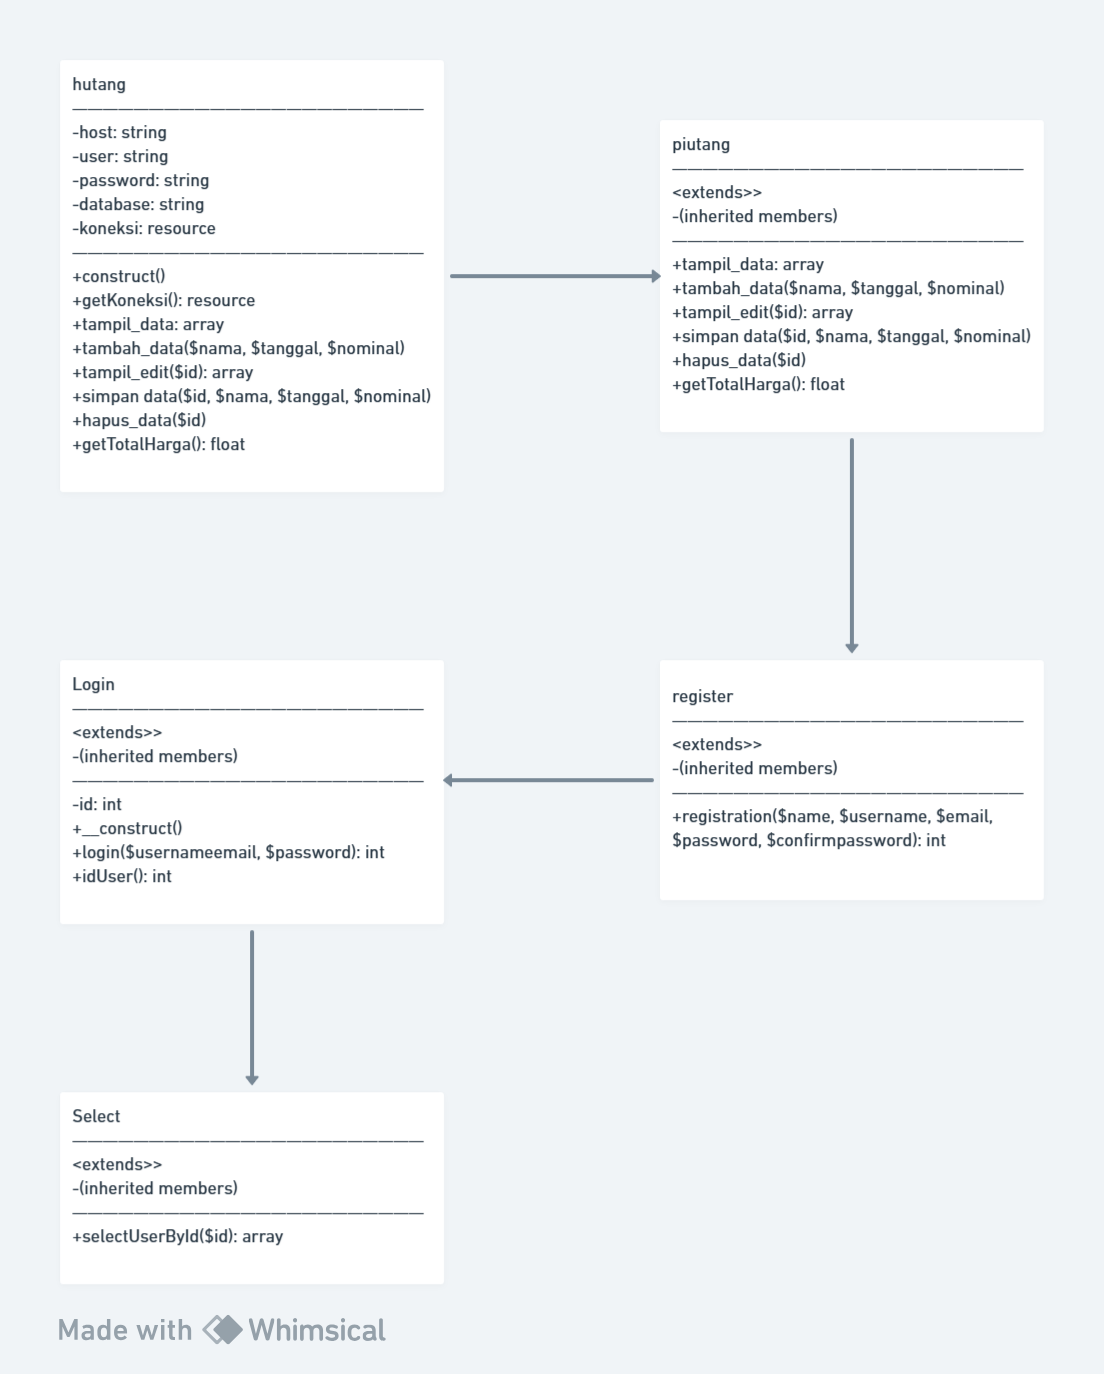 hutang
-host: string
-user: string
-password: string
-database: string
-koneksi: resource
+construct()
+getKoneksi(): resource
+tampil_data: array
+tambah_data($nama, $tanggal, $nominal)
+tampil_edit($id): array
+simpan data($id, $nama, $tanggal, $nominal)
+hapus_data($id)
+getTotalHarga(): float
piutang
<extends>>
-(inherited members)
+tampil_data: array
+tambah_data($nama, $tanggal, $nominal)
+tampil_edit($id): array
+simpan data($id, $nama, $tanggal, $nominal)
+hapus_data($id)
+getTotalHarga(): float
register
<extends>>
-(inherited members)
+registration($name, $username, $email,
$password, $confirmpassword): int
Login
<extends>>
-(inherited members)
-id: int
+__construct()
+login($usernameemail, $password): int
+idUser(): int
Select
<extends>>
-(inherited members)
+selectUserById($id): array
Made with Whimsical